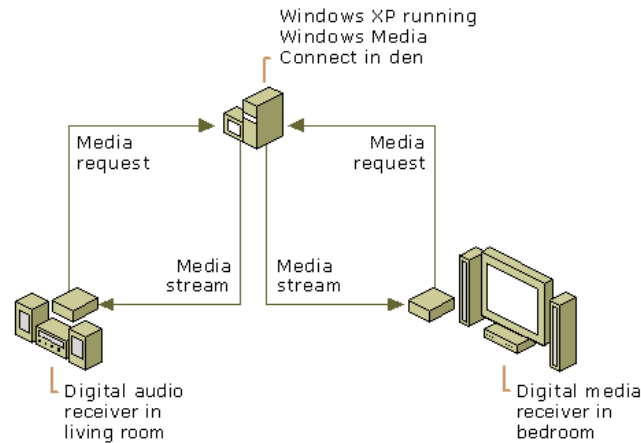 Windows XP running
Windows Media
Connect in den
Media
request
Media
request
Media
stream
Media
stream
Digital audio
receiver in
living room
Digital media
receiver in
bedroom